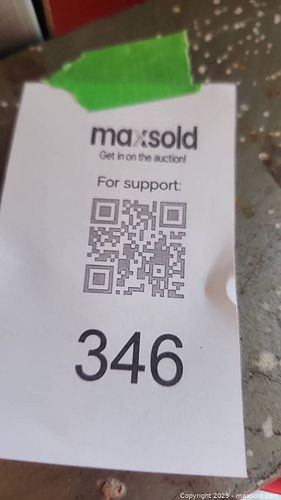 maxsold
Get in on the auction!
For support:
346
Copyright 2025 - maxsold.com